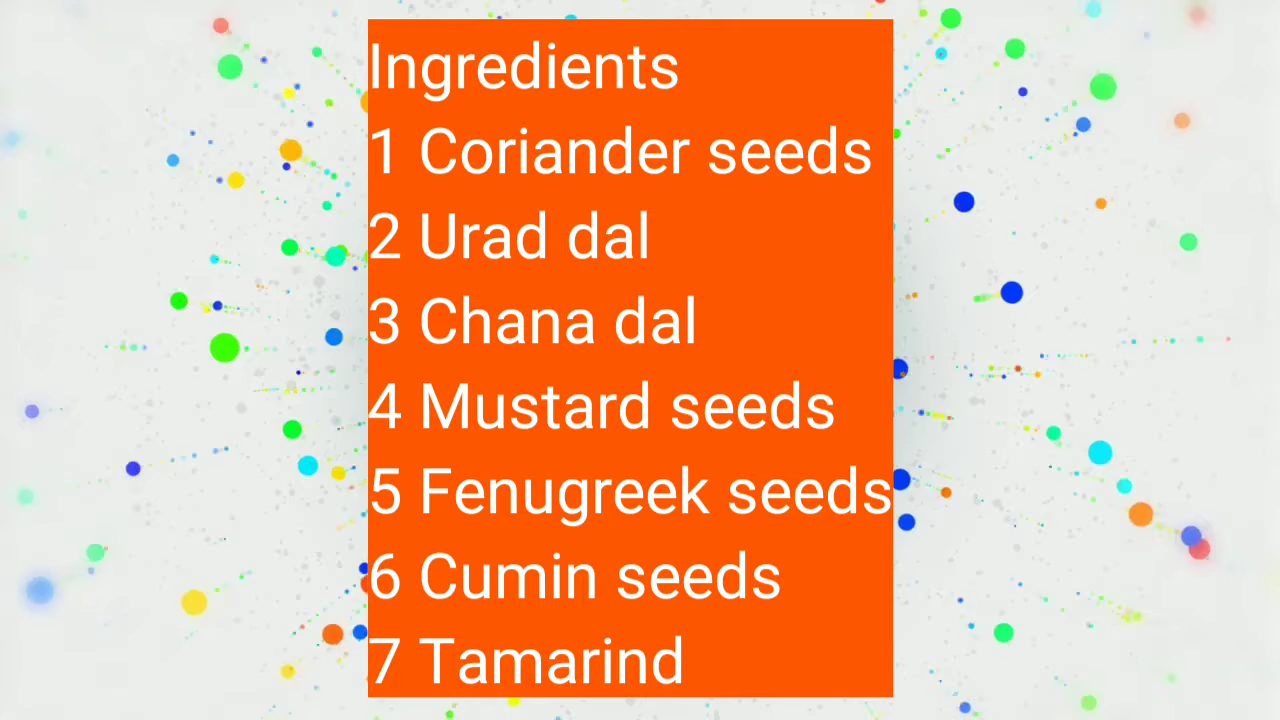 Ingredients
1 Coriander seeds
2 Urad dal
3 Chana dal
4 Mustard seeds
5 Fenugreek seeds
6 Cumin seeds
7 Tamarind